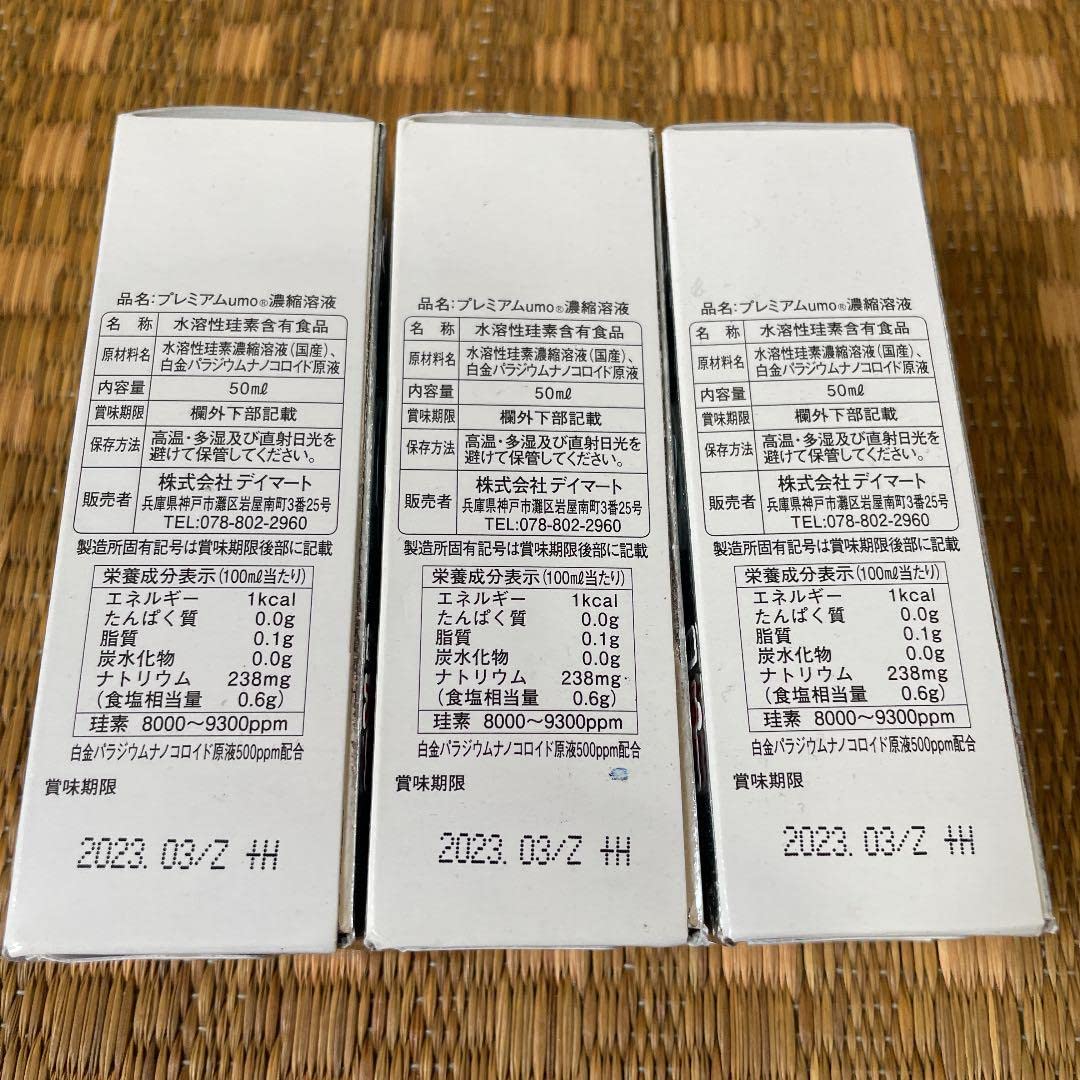 品名:プレミアムumo®濃縮溶液
名 称 水溶性珪素含有食品
原材料名 水溶性珪素濃縮溶液(国産)、
白金パラジウムナノコロイド原液
内容量 50㎖
賞味期限 欄外下部記載
保存方法 高温・多湿及び直射日光を
避けて保管してください。
販売者 株式会社 デイマート
兵庫県神戸市灘区岩屋南町3番25号
TEL:078-802-2960
製造所固有記号は賞味期限後部に記載
栄養成分表示(100㎖当たり)
エネルギー 1kcal
たんぱく質 0.0g
脂質 0.1g
炭水化物 0.0g
ナトリウム 238mg
(食塩相当量 0.6g)
珪素 8000〜9300ppm
白金パラジウムナノコロイド原液500ppm配合
賞味期限
2023. 03/Z +H
品名:プレミアムumo®濃縮溶液
名 称 水溶性珪素含有食品
原材料名 水溶性珪素濃縮溶液(国産)、
白金パラジウムナノコロイド原液
内容量 50㎖
賞味期限 欄外下部記載
保存方法 高温・多湿及び直射日光を
避けて保管してください。
販売者 株式会社 デイマート
兵庫県神戸市灘区岩屋南町3番25号
TEL:078-802-2960
製造所固有記号は賞味期限後部に記載
栄養成分表示(100㎖当たり)
エネルギー 1kcal
たんぱく質 0.0g
脂質 0.1g
炭水化物 0.0g
ナトリウム 238mg
(食塩相当量 0.6g)
珪素 8000〜9300ppm
白金パラジウムナノコロイド原液500ppm配合
賞味期限
2023. 03/Z +H
品名:プレミアムumo®濃縮溶液
名 称 水溶性珪素含有食品
原材料名 水溶性珪素濃縮溶液(国産)、
白金パラジウムナノコロイド原液
内容量 50㎖
賞味期限 欄外下部記載
保存方法 高温・多湿及び直射日光を
避けて保管してください。
販売者 株式会社 デイマート
兵庫県神戸市灘区岩屋南町3番25号
TEL:078-802-2960
製造所固有記号は賞味期限後部に記載
栄養成分表示(100㎖当たり)
エネルギー 1kcal
たんぱく質 0.0g
脂質 0.1g
炭水化物 0.0g
ナトリウム 238mg
(食塩相当量 0.6g)
珪素 8000〜9300ppm
白金パラジウムナノコロイド原液500ppm配合
賞味期限
2023. 03/Z +H